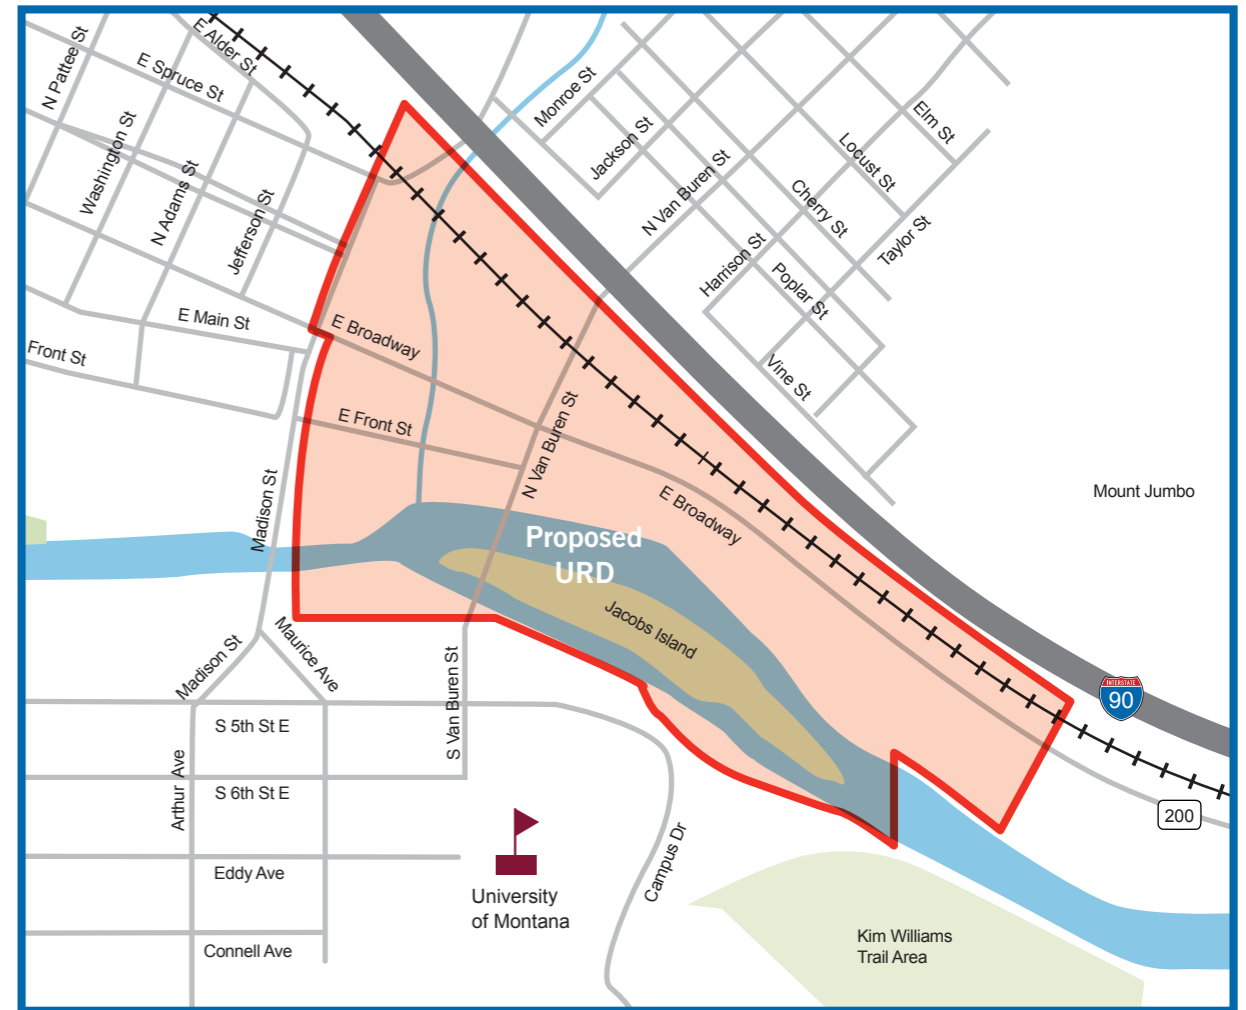 N Pattee St
E Alder St
E Spruce St
Washington St
N Adams St
Jefferson St
E Main St
Front St
Monroe St
Jackson St
N Van Buren St
Harrison St
Elm St
Locust St
Cherry St
Taylor St
Poplar St
Vine St
E Broadway
E Front St
N Van Buren St
E Broadway
Mount Jumbo
Madison St
Proposed
URD
Jacobs Island
Madison St
Maurice Ave
S Van Buren St
INTERSTATE
90
200
S 5th St E
Arthur Ave
S 6th St E
Eddy Ave
Connell Ave
University
of Montana
Campus Dr
Kim Williams
Trail Area